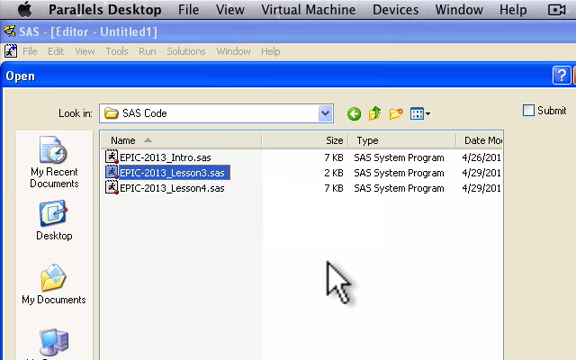 Parallels Desktop File View Virtual Machine Devices Window Help
SAS - [Editor - Untitled1]
File Edit View Tools Run Solutions Window Help
Open ?
Look in: SAS Code Submit
Name Size Type Date Mo
EPIC-2013_Intro.sas 7 KB SAS System Program 4/26/201
EPIC-2013_Lesson3.sas 2 KB SAS System Program 4/29/201
EPIC-2013_Lesson4.sas 7 KB SAS System Program 4/29/201
My Recent
Documents
Desktop
My Documents